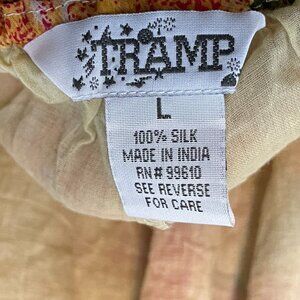 TRAMP
L
100% SILK
MADE IN INDIA
RN# 99610
SEE REVERSE
FOR CARE